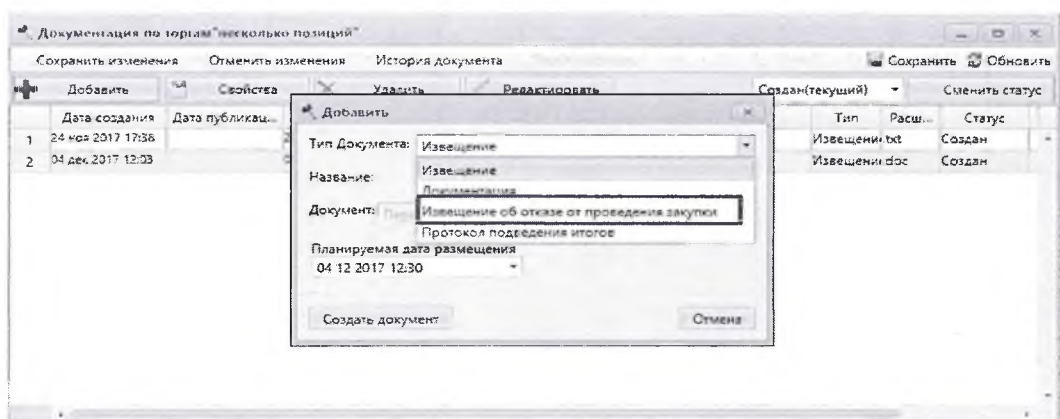 Документация по торгам "несколько позиций"
Сохранить изменения Отменить изменения История документа Сохранить Обновить
Добавить Свойства Удалить Редактировать Создан(текущий) Сменить статус
Дата создания Дата публикац... Тип Расш... Статус
1 24 ноя 2017 17:38 Извещени .txt Создан
2 04 дек 2017 12:03 Извещени .doc Создан
Добавить
Тип Документа: Извещение
Извещение
Название:
Документация
Документ:
Извещение об отказе от проведения закупки
Протокол подведения итогов
Планируемая дата размещения
04 12 2017 12:30
Создать документ Отмена